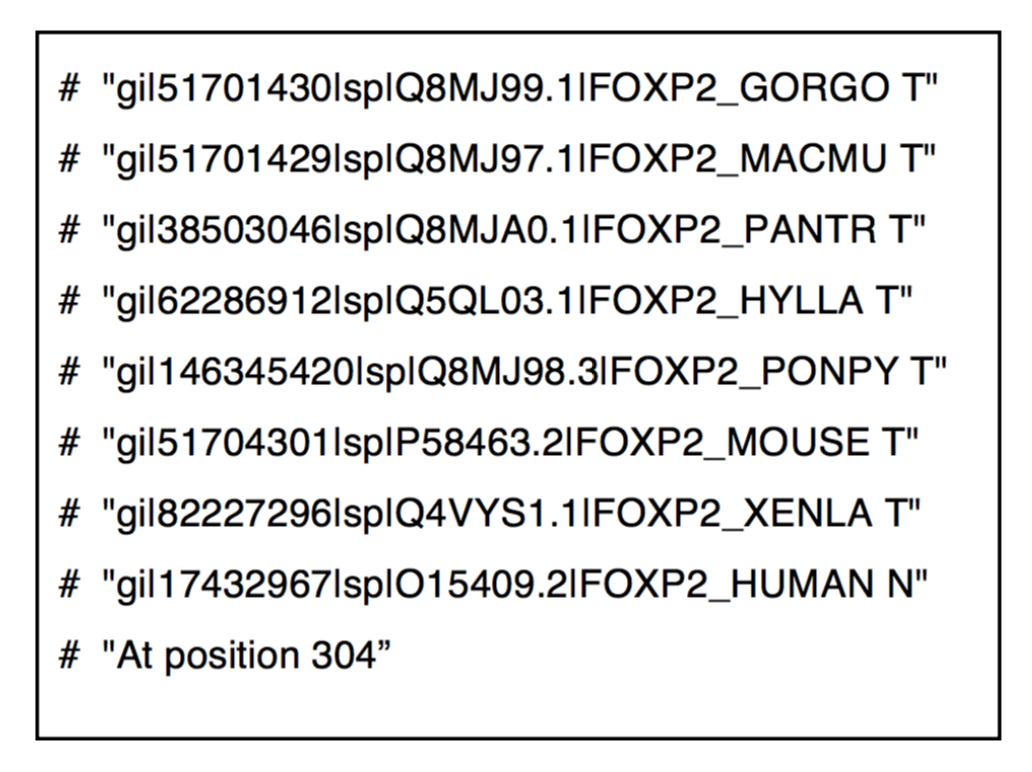 # "gi|51701430|sp|Q8MJ99.1|FOXP2_GORGO T"
# "gi|51701429|sp|Q8MJ97.1|FOXP2_MACMU T"
# "gi|38503046|sp|Q8MJA0.1|FOXP2_PANTR T"
# "gi|62286912|sp|Q5QL03.1|FOXP2_HYLLA T"
# "gi|146345420|sp|Q8MJ98.3|FOXP2_PONPY T"
# "gi|51704301|sp|P58463.2|FOXP2_MOUSE T"
# "gi|82227296|sp|Q4VYS1.1|FOXP2_XENLA T"
# "gi|17432967|sp|O15409.2|FOXP2_HUMAN N"
# "At position 304”